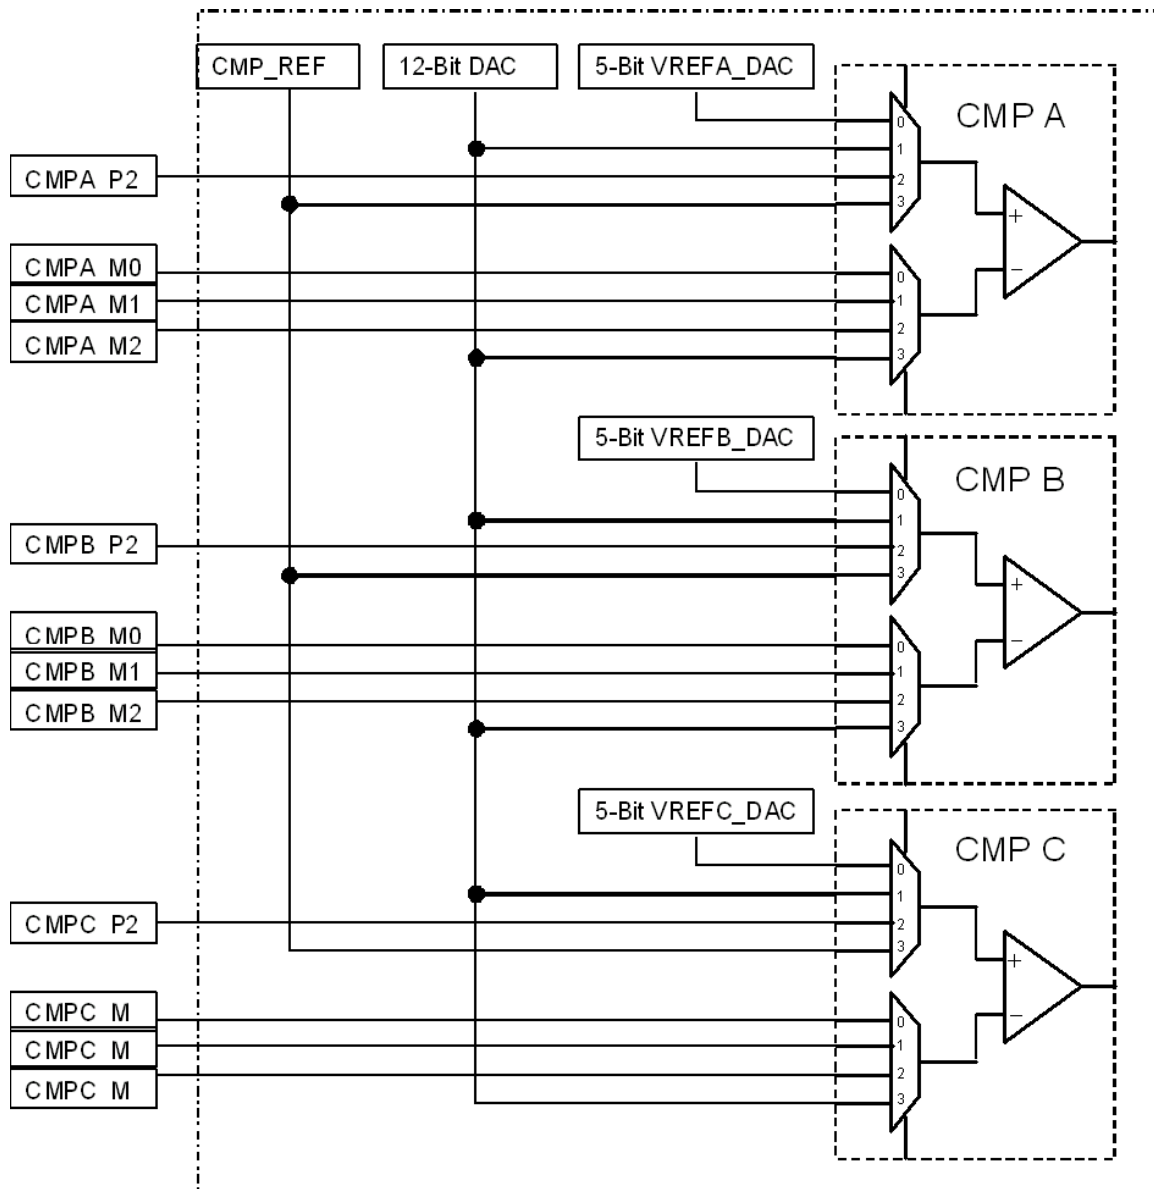 CMP_REF
12-Bit DAC
5-Bit VREFA_DAC
CMP A
CMPA P2
0
1
2
3
+
CMPA M0
CMPA M1
CMPA M2
0
1
2
3
−
5-Bit VREFB_DAC
CMP B
CMPB P2
0
1
2
3
+
CMPB M0
CMPB M1
CMPB M2
0
1
2
3
−
5-Bit VREFC_DAC
CMP C
CMPC P2
0
1
2
3
+
CMPC M
CMPC M
CMPC M
0
1
2
3
−